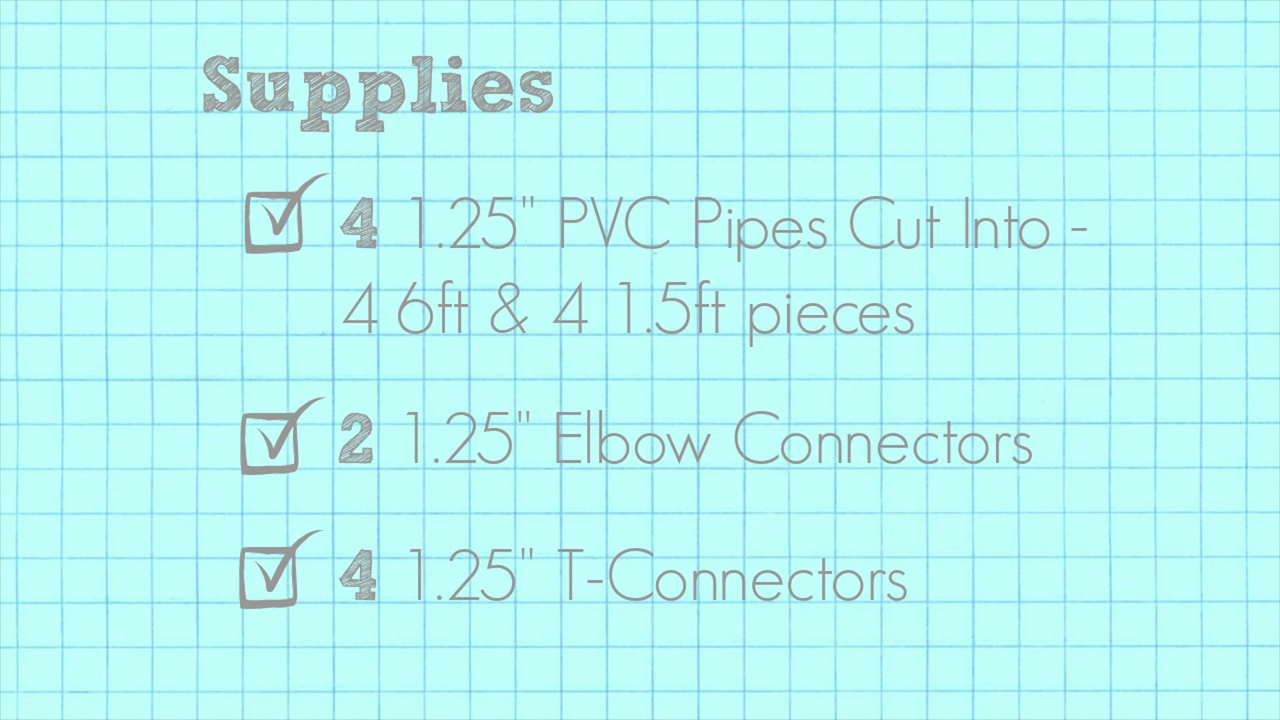 Supplies
4 1.25" PVC Pipes Cut Into -
4 6ft & 4 1.5ft pieces
2 1.25" Elbow Connectors
4 1.25" T-Connectors